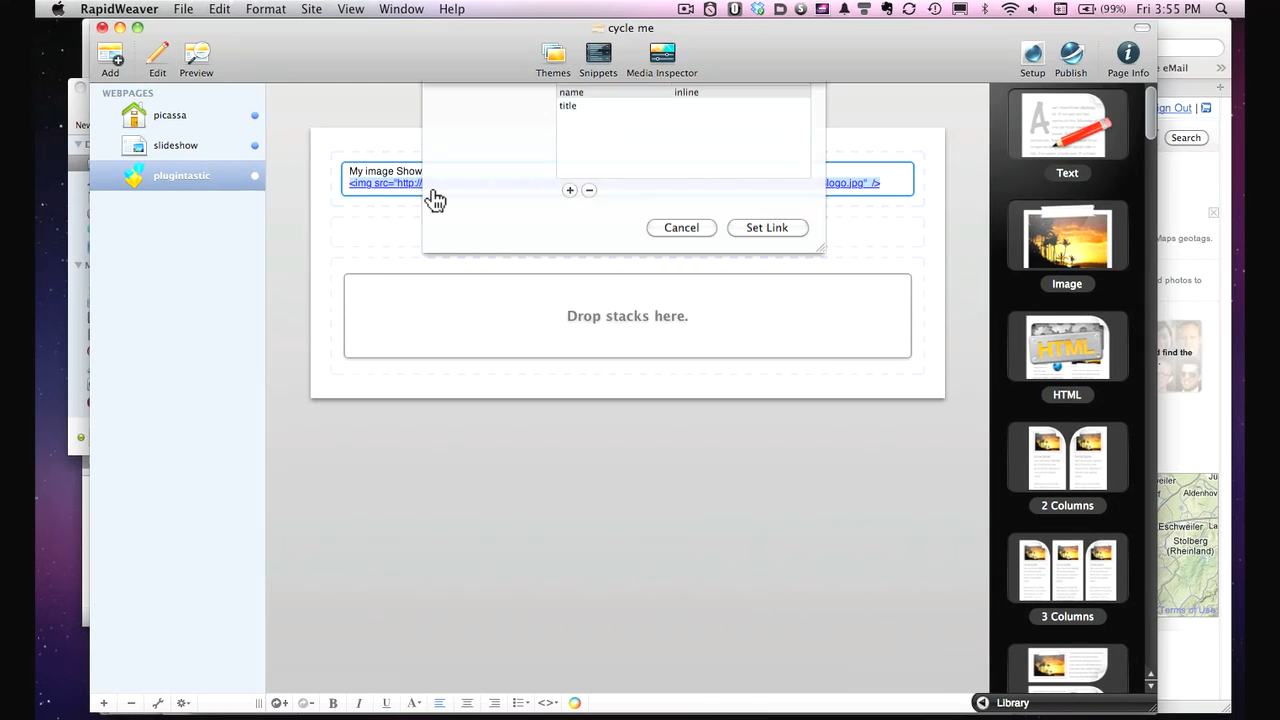 RapidWeaver File Edit Format Site View Window Help
(99%) Fri 3:55 PM
cycle me
Add Edit Preview Themes Snippets Media Inspector Setup Publish Page Info
e eMail
WEBPAGES
picassa
slideshow
plugintastic
name inline
title
My image Show
<img src="http:// logo.jpg" />
Cancel Set Link
Drop stacks here.
Text
Image
HTML
HTML
2 Columns
3 Columns
Library
ign Out |
Search
Maps geotags.
d photos to
d find the
weiler
Aldenhov
Eschweiler
Stolberg
(Rheinland)
Terms of Use